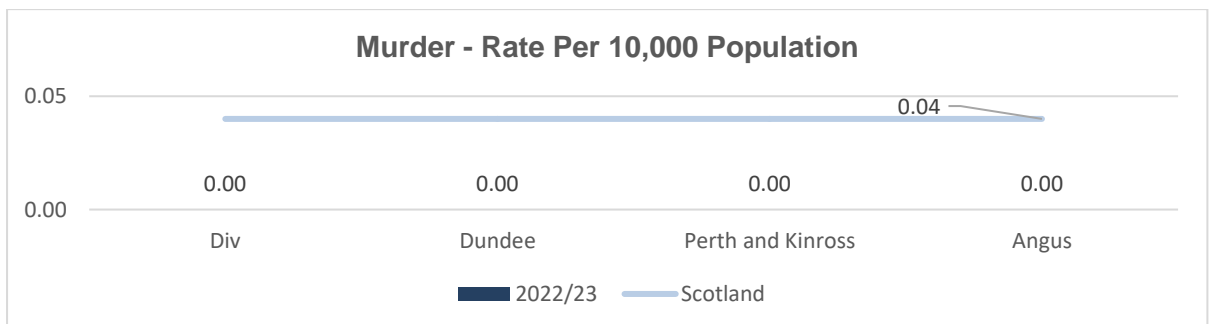 Murder - Rate Per 10,000 Population
0.05
0.04
0.00 0.00 0.00 0.00
0.00
Div Dundee Perth and Kinross Angus
2022/23 Scotland